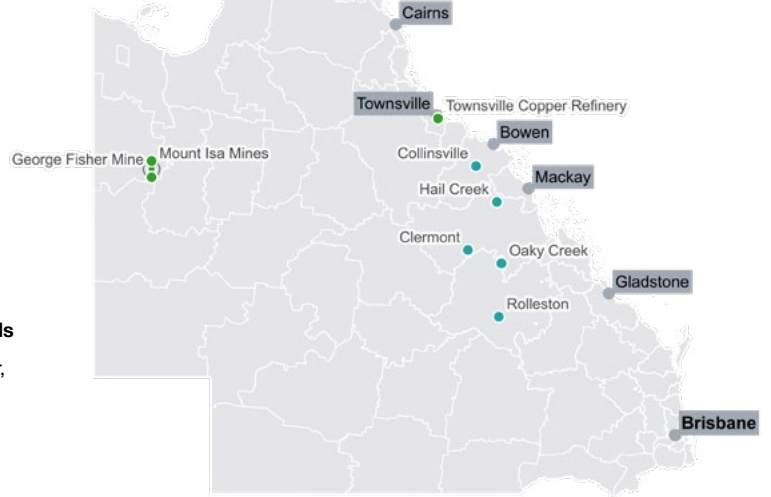 Cairns
Townsville
Townsville Copper Refinery
Bowen
George Fisher Mine
Mount Isa Mines
Collinsville
Mackay
Hail Creek
Clermont
Oaky Creek
Gladstone
Rolleston
ls
Brisbane